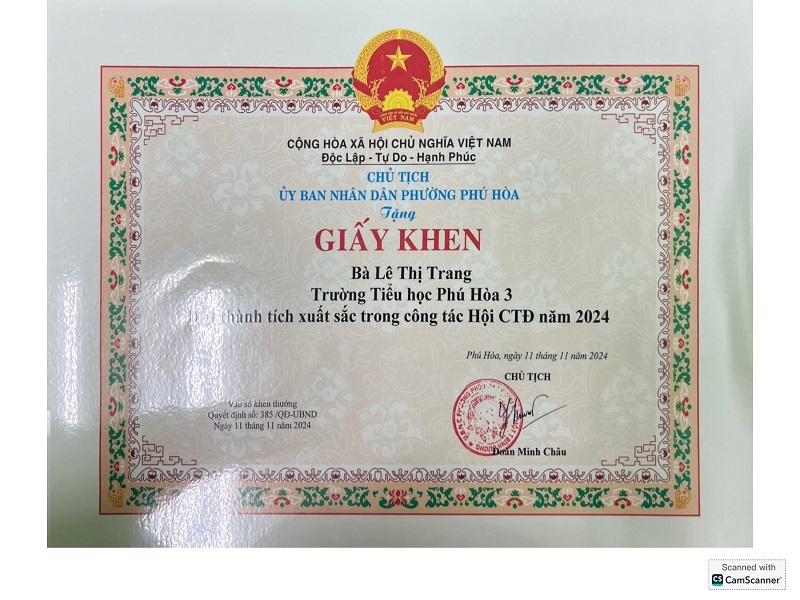 VIỆT NAM
CỘNG HÒA XÃ HỘI CHỦ NGHĨA VIỆT NAM
Độc Lập - Tự Do - Hạnh Phúc
CHỦ TỊCH
ỦY BAN NHÂN DÂN PHƯỜNG PHÚ HÒA
Tặng
GIẤY KHEN
Bà Lê Thị Trang
Trường Tiểu học Phú Hòa 3
thành tích xuất sắc trong công tác Hội CTĐ năm 2024
Phú Hòa, ngày 11 tháng 11 năm 2024
CHỦ TỊCH
Vào sổ khen thưởng
Quyết định số: 385 /QĐ-UBND
Ngày 11 tháng 11 năm 2024
Đoàn Minh Châu
Scanned with
CS CamScanner